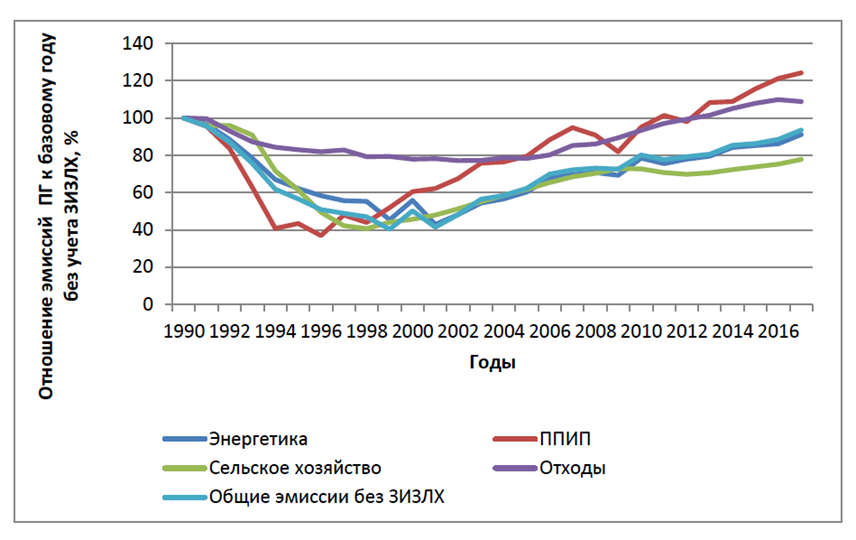 Отношение эмиссий ПГ к базовому году
без учета ЗИЗЛХ, %
140
120
100
80
60
40
20
0
1990 1992 1994 1996 1998 2000 2002 2004 2006 2008 2010 2012 2014 2016
Годы
Энергетика ППИП
Сельское хозяйство Отходы
Общие эмиссии без ЗИЗЛХ